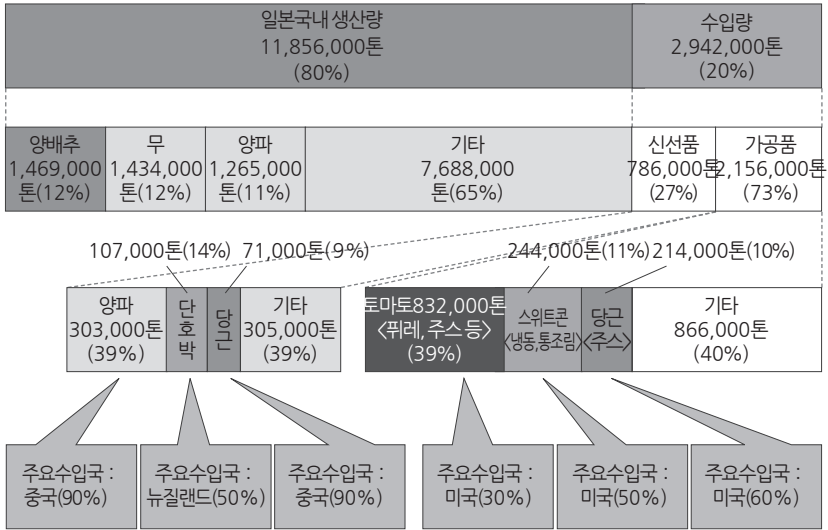 일본국내 생산량
11,856,000톤
(80%)
수입량
2,942,000톤
(20%)
양배추
1,469,000
톤(12%)
무
1,434,000
톤(12%)
양파
1,265,000
톤(11%)
기타
7,688,000
톤(65%)
신선품
786,000톤
(27%)
가공품
2,156,000톤
(73%)
107,000톤(14%)
71,000톤(9%)
244,000톤(11%)
214,000톤(10%)
양파
303,000톤
(39%)
단
호
박
당
근
기타
305,000톤
(39%)
토마토832,000톤
<퓌레, 주스 등>
(39%)
스위트콘
<냉동,통조림>
당근
<주스>
기타
866,000톤
(40%)
주요수입국 :
중국(90%)
주요수입국 :
뉴질랜드(50%)
주요수입국 :
중국(90%)
주요수입국 :
미국(30%)
주요수입국 :
미국(50%)
주요수입국 :
미국(60%)